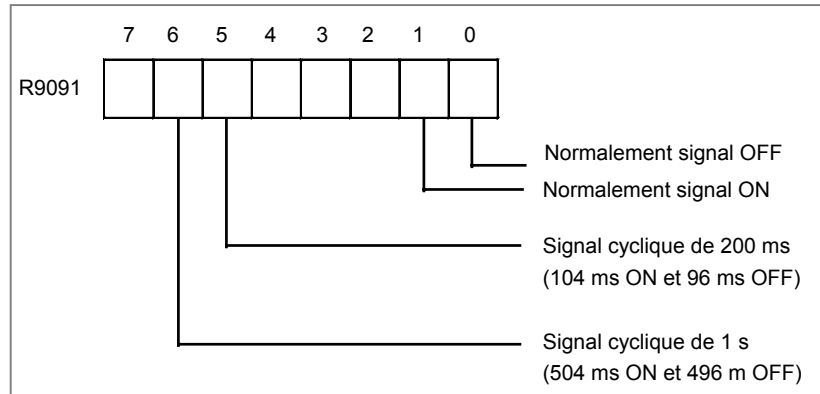 7 6 5 4 3 2 1 0
R9091
Normalement signal OFF
Normalement signal ON
Signal cyclique de 200 ms
(104 ms ON et 96 ms OFF)
Signal cyclique de 1 s
(504 ms ON et 496 m OFF)